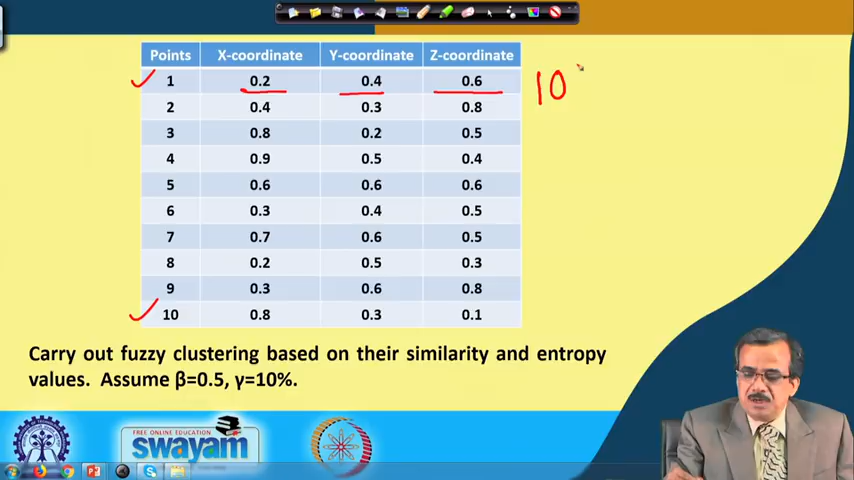 Points X-coordinate Y-coordinate Z-coordinate
1 0.2 0.4 0.6
10
2 0.4 0.3 0.8
3 0.8 0.2 0.5
4 0.9 0.5 0.4
5 0.6 0.6 0.6
6 0.3 0.4 0.5
7 0.7 0.6 0.5
8 0.2 0.5 0.3
9 0.3 0.6 0.8
10 0.8 0.3 0.1
Carry out fuzzy clustering based on their similarity and entropy
values. Assume β=0.5, γ=10%.
FREE ONLINE EDUCATION
swayam